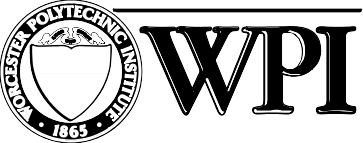 WORCESTER POLYTECHNIC INSTITUTE
· 1865 ·
WPI